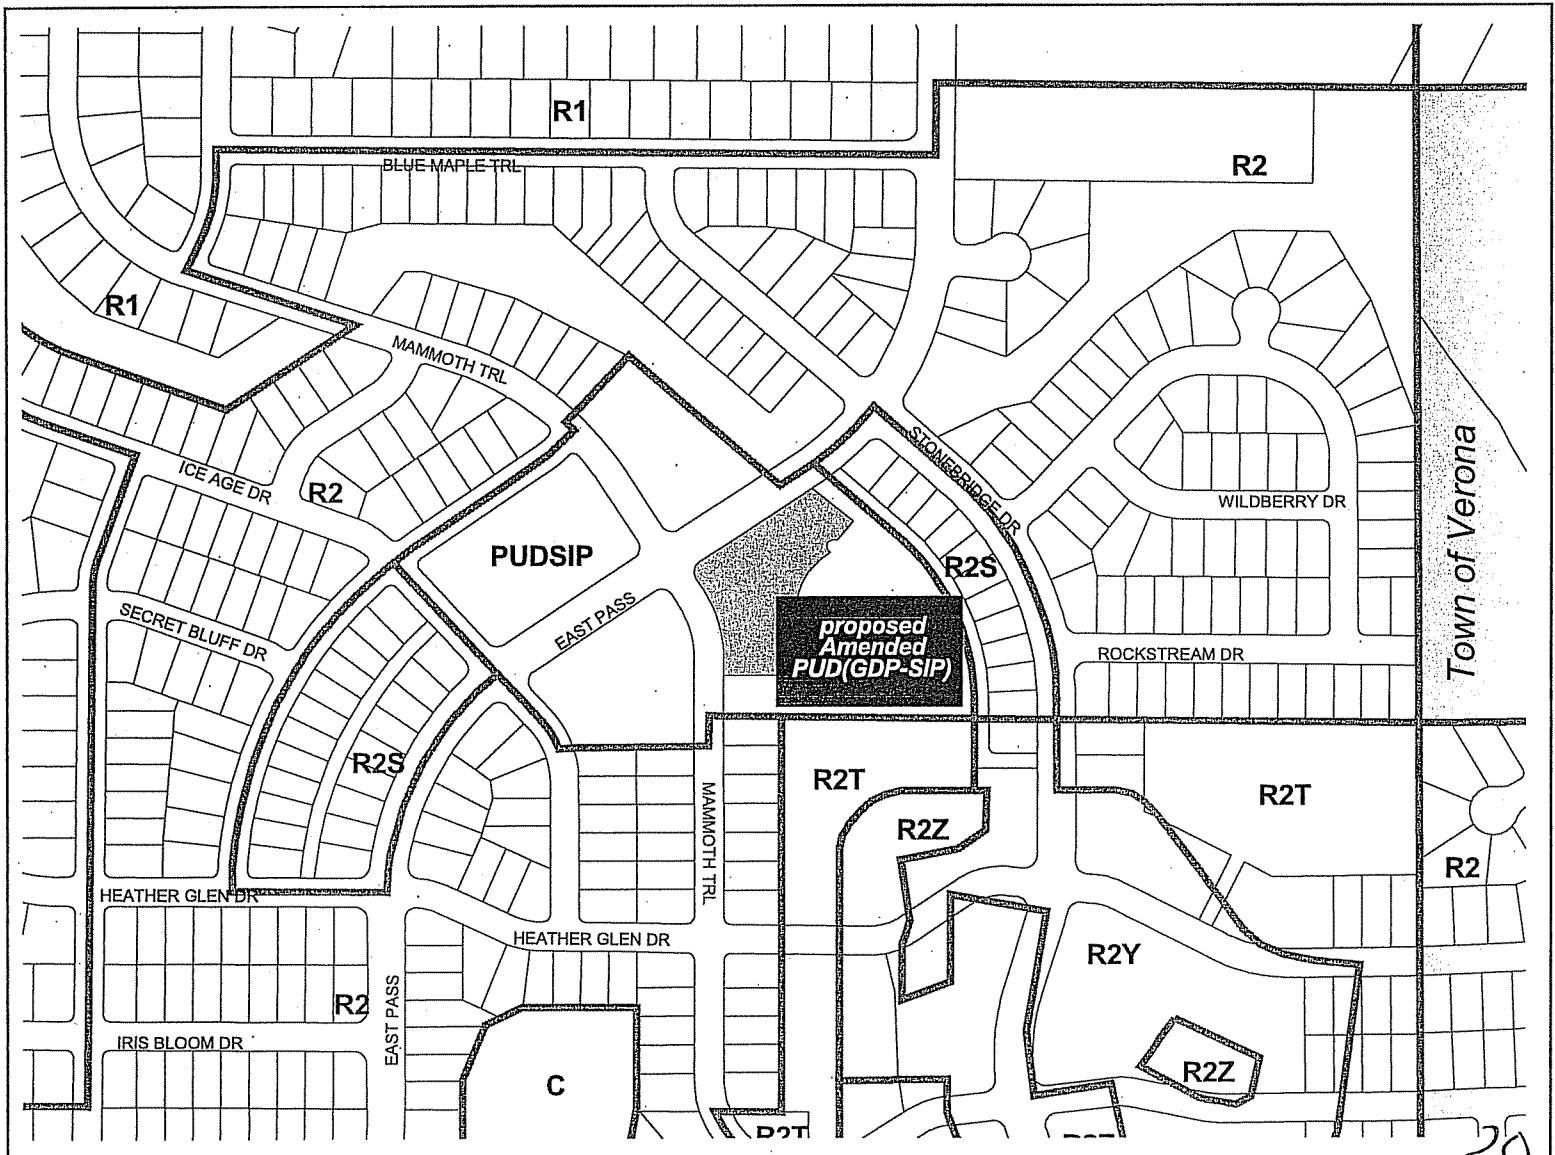 R1
BLUE MAPLE TRL
R2
R1
MAMMOTH TRL
STONEBRIDGE DR
ICE AGE DR
R2
WILDBERRY DR
Town of Verona
PUDSIP
R2S
EAST PASS
SECRET BLUFF DR
proposed
Amended
PUD(GDP-SIP)
ROCKSTREAM DR
R2S
R2T
R2T
MAMMOTH TRL
R2Z
R2
HEATHER GLEN DR
HEATHER GLEN DR
R2Y
R2
EAST PASS
IRIS BLOOM DR
C
R2Z
R2T